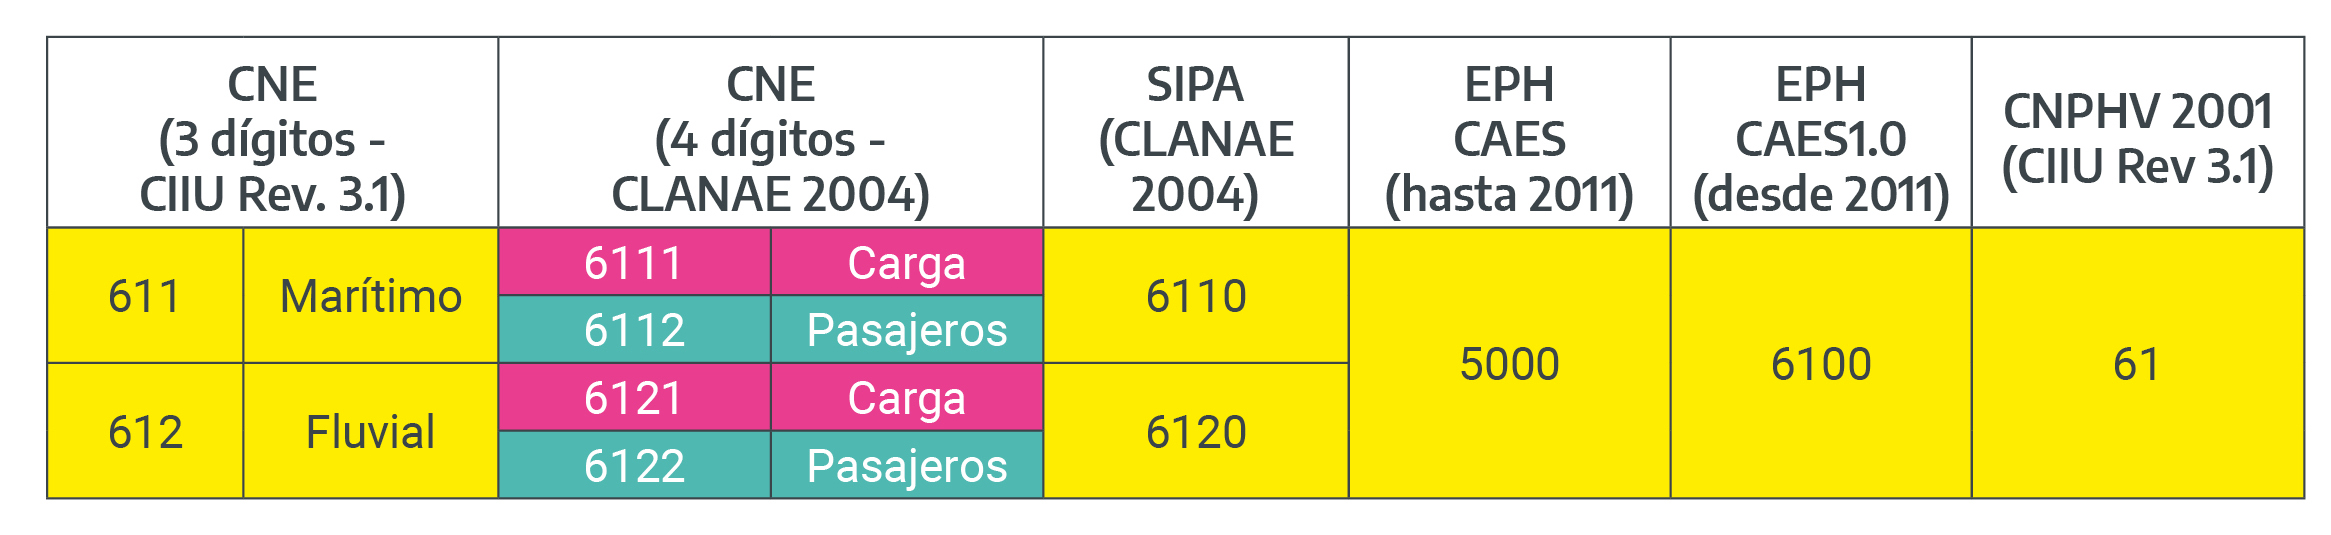 CNE
(3 dígitos -
CIIU Rev. 3.1)
CNE
(4 dígitos -
CLANAE 2004)
SIPA
(CLANAE
2004)
EPH
CAES
(hasta 2011)
EPH
CAES1.0
(desde 2011)
CNPHV 2001
(CIIU Rev 3.1)
611
Marítimo
6111
Carga
6112
Pasajeros
6110
612
Fluvial
6121
Carga
6122
Pasajeros
6120
5000
6100
61